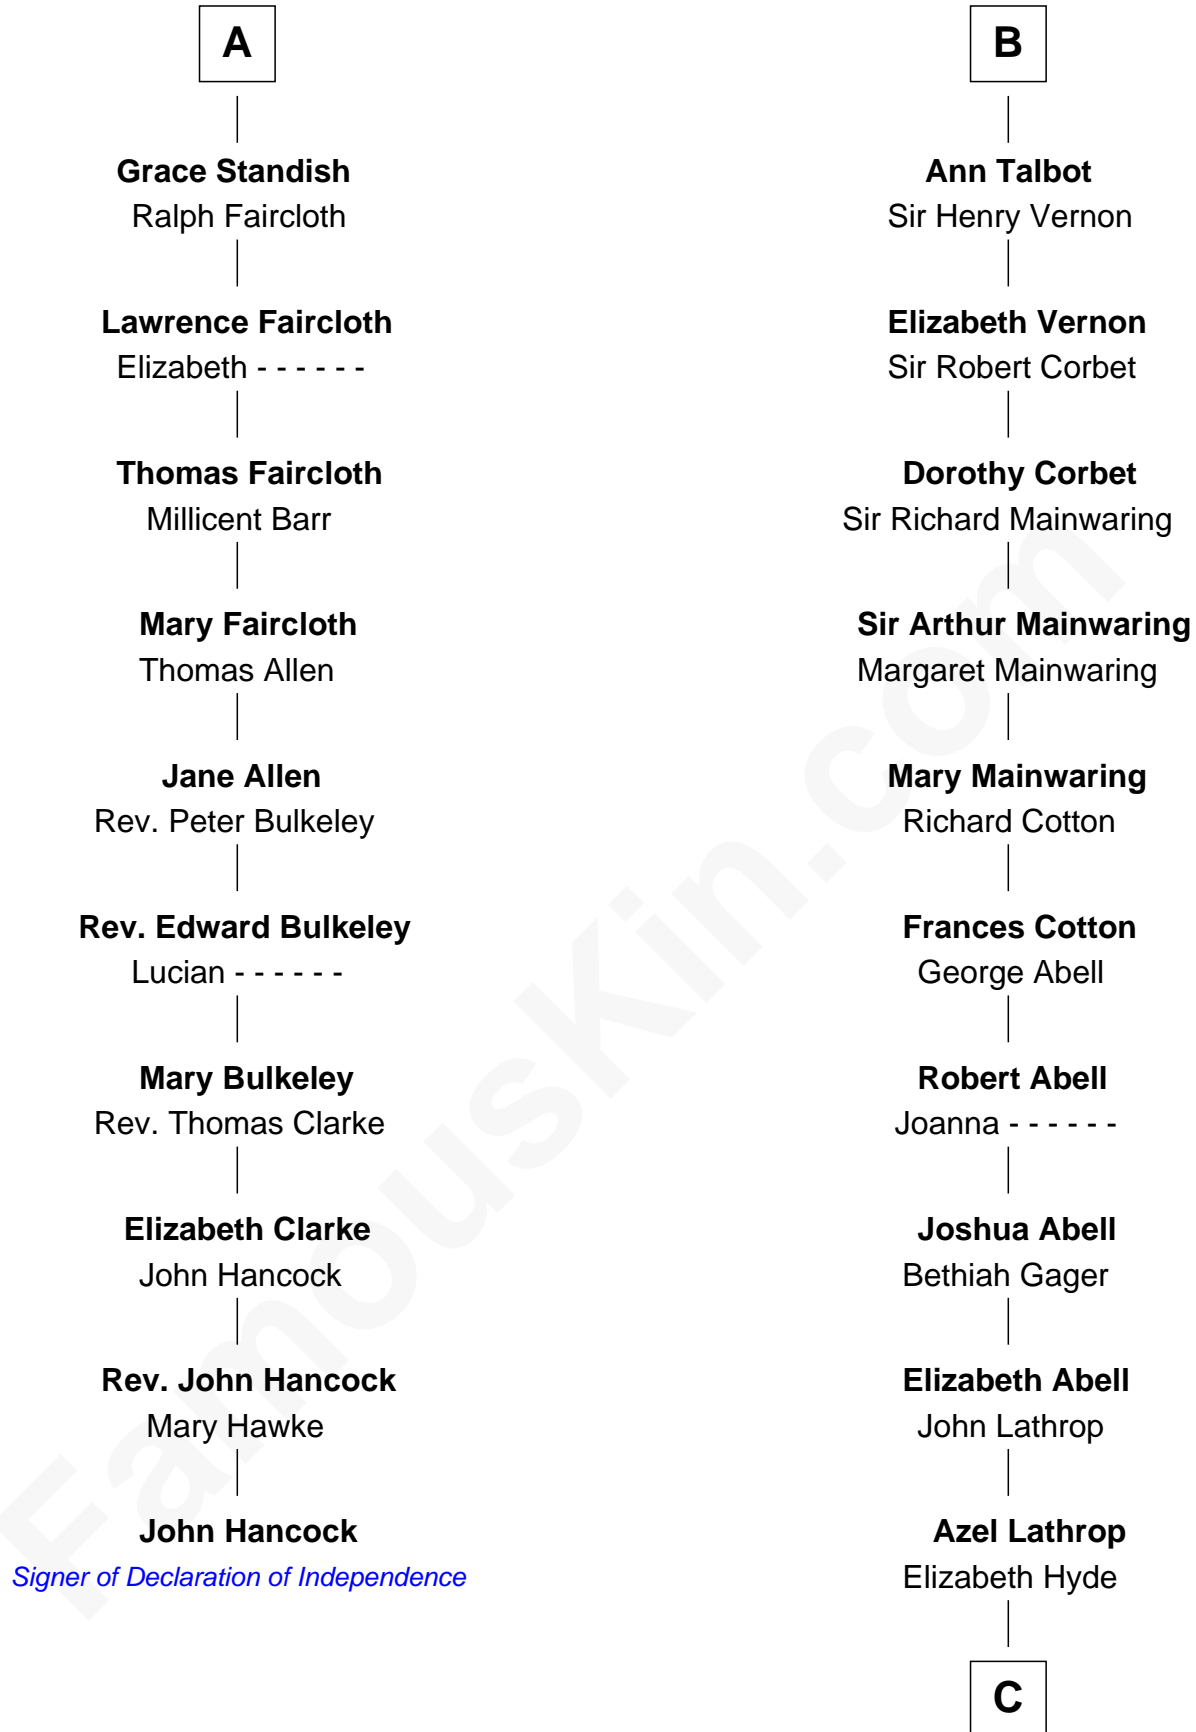 A
Grace Standish
Ralph Faircloth
Lawrence Faircloth
Elizabeth - - - - - -
Thomas Faircloth
Millicent Barr
Mary Faircloth
Thomas Allen
Jane Allen
Rev. Peter Bulkeley
Rev. Edward Bulkeley
Lucian - - - - - -
Mary Bulkeley
Rev. Thomas Clarke
Elizabeth Clarke
John Hancock
Rev. John Hancock
Mary Hawke
John Hancock
Signer of Declaration of Independence
B
Ann Talbot
Sir Henry Vernon
Elizabeth Vernon
Sir Robert Corbet
Dorothy Corbet
Sir Richard Mainwaring
Sir Arthur Mainwaring
Margaret Mainwaring
Mary Mainwaring
Richard Cotton
Frances Cotton
George Abell
Robert Abell
Joanna - - - - - -
Joshua Abell
Bethiah Gager
Elizabeth Abell
John Lathrop
Azel Lathrop
Elizabeth Hyde
C
FamousKin.com